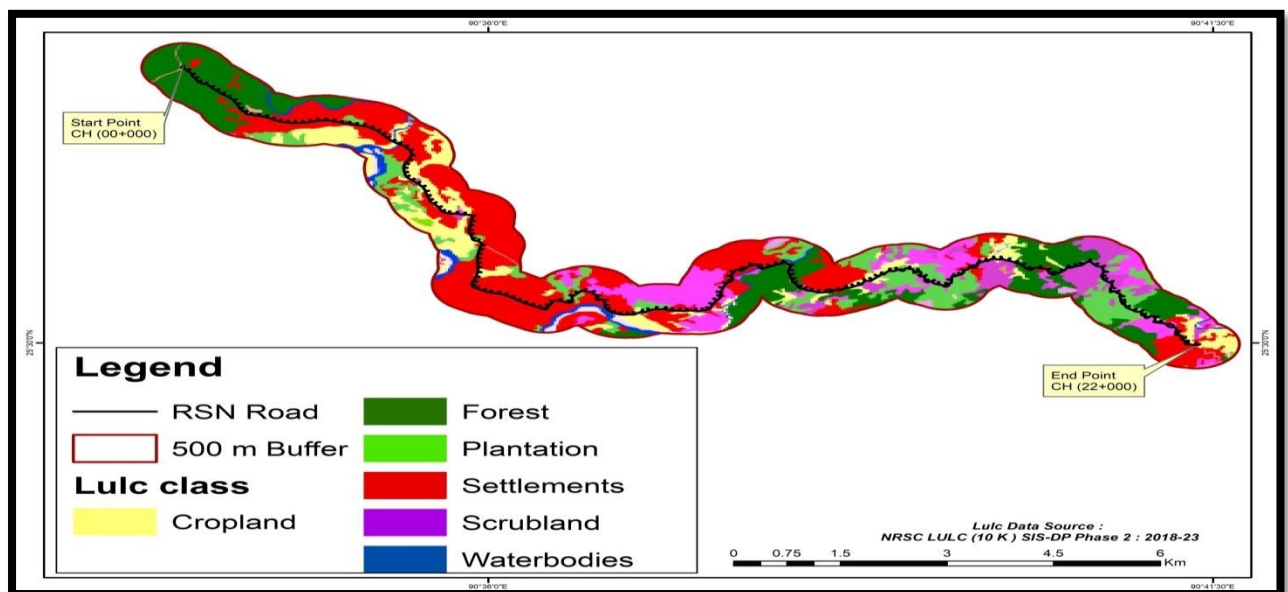 90°36'0"E
90°41'30"E
Start Point
CH (00+000)
25°30'0"N
25°30'0"N
End Point
CH (22+000)
Legend
RSN Road
500 m Buffer
Lulc class
Cropland
Forest
Plantation
Settlements
Scrubland
Waterbodies
Lulc Data Source :
NRSC LULC (10 K ) SIS-DP Phase 2 : 2018-23
0 0.75 1.5 3 4.5 6
Km
90°36'0"E
90°41'30"E